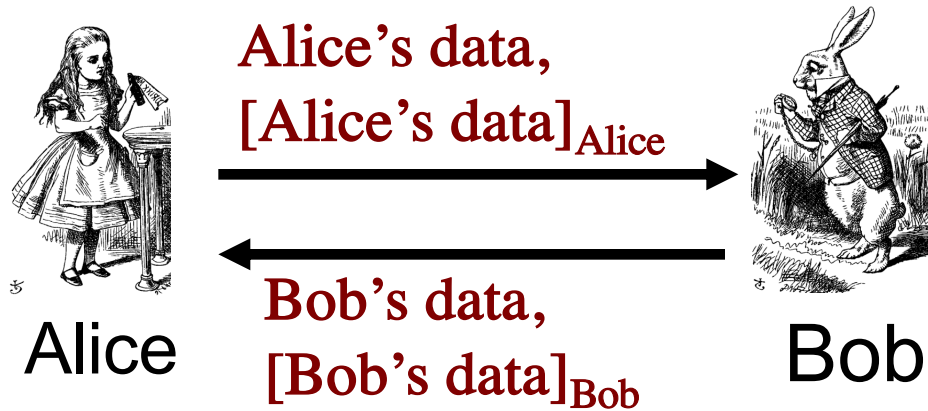 Alice’s data,
[Alice’s data]Alice
Bob’s data,
[Bob’s data]Bob
Alice
Bob